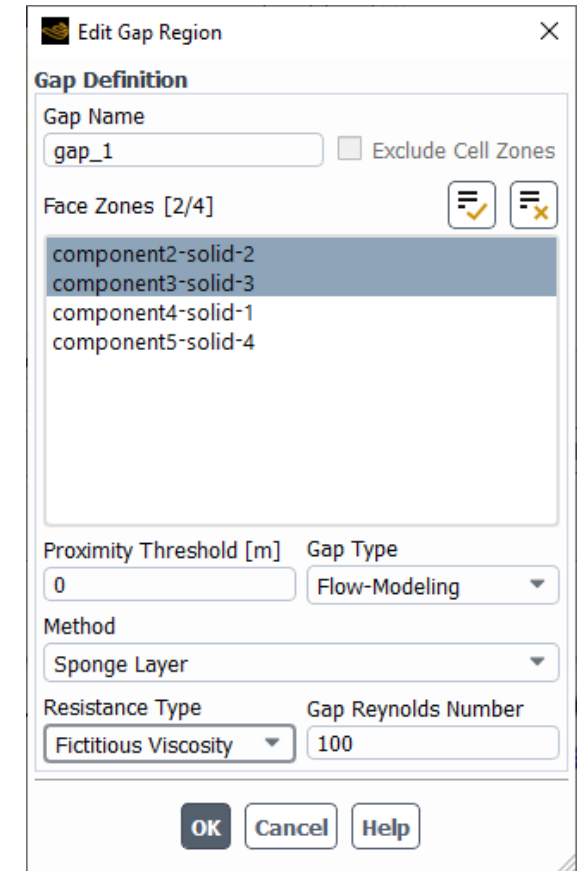 Edit Gap Region
Gap Definition
Gap Name
gap_1
Exclude Cell Zones
Face Zones [2/4]
component2-solid-2
component3-solid-3
component4-solid-1
component5-solid-4
Proximity Threshold [m] Gap Type
0 Flow-Modeling
Method
Sponge Layer
Resistance Type Gap Reynolds Number
Fictitious Viscosity 100
OK Cancel Help